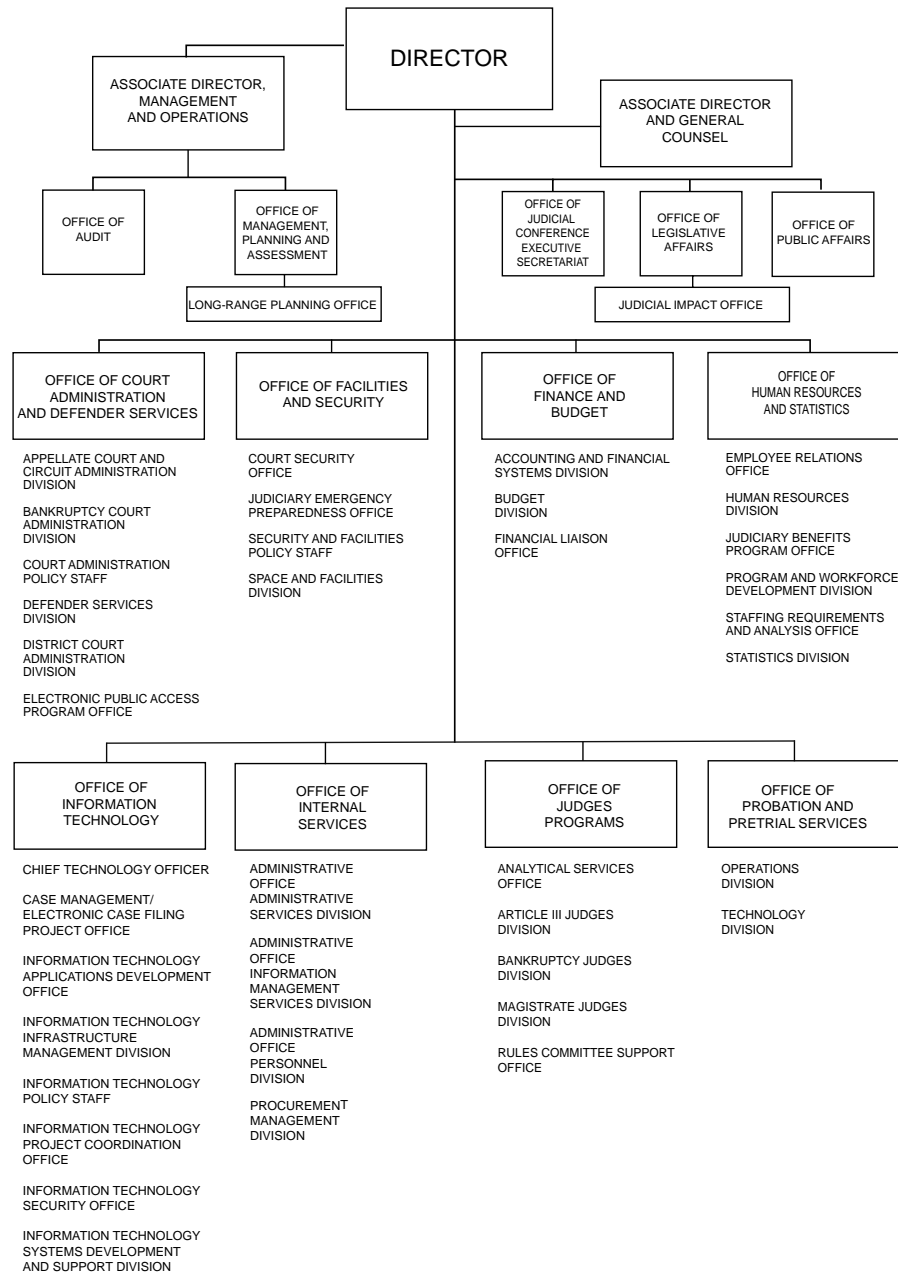 DIRECTOR
ASSOCIATE DIRECTOR,
MANAGEMENT
AND OPERATIONS
ASSOCIATE DIRECTOR
AND GENERAL
COUNSEL
OFFICE OF
AUDIT
OFFICE OF
MANAGEMENT,
PLANNING AND
ASSESSMENT
OFFICE OF
JUDICIAL
CONFERENCE
EXECUTIVE
SECRETARIAT
OFFICE OF
LEGISLATIVE
AFFAIRS
OFFICE OF
PUBLIC AFFAIRS
LONG-RANGE PLANNING OFFICE
JUDICIAL IMPACT OFFICE
OFFICE OF COURT
ADMINISTRATION
AND DEFENDER SERVICES
APPELLATE COURT AND
CIRCUIT ADMINISTRATION
DIVISION
BANKRUPTCY COURT
ADMINISTRATION
DIVISION
COURT ADMINISTRATION
POLICY STAFF
DEFENDER SERVICES
DIVISION
DISTRICT COURT
ADMINISTRATION
DIVISION
ELECTRONIC PUBLIC ACCESS
PROGRAM OFFICE
OFFICE OF FACILITIES
AND SECURITY
COURT SECURITY
OFFICE
JUDICIARY EMERGENCY
PREPAREDNESS OFFICE
SECURITY AND FACILITIES
POLICY STAFF
SPACE AND FACILITIES
DIVISION
OFFICE OF
FINANCE AND
BUDGET
ACCOUNTING AND FINANCIAL
SYSTEMS DIVISION
BUDGET
DIVISION
FINANCIAL LIAISON
OFFICE
OFFICE OF
HUMAN RESOURCES
AND STATISTICS
EMPLOYEE RELATIONS
OFFICE
HUMAN RESOURCES
DIVISION
JUDICIARY BENEFITS
PROGRAM OFFICE
PROGRAM AND WORKFORCE
DEVELOPMENT DIVISION
STAFFING REQUIREMENTS
AND ANALYSIS OFFICE
STATISTICS DIVISION
OFFICE OF
INFORMATION
TECHNOLOGY
CHIEF TECHNOLOGY OFFICER
CASE MANAGEMENT/
ELECTRONIC CASE FILING
PROJECT OFFICE
INFORMATION TECHNOLOGY
APPLICATIONS DEVELOPMENT
OFFICE
INFORMATION TECHNOLOGY
INFRASTRUCTURE
MANAGEMENT DIVISION
INFORMATION TECHNOLOGY
POLICY STAFF
INFORMATION TECHNOLOGY
PROJECT COORDINATION
OFFICE
INFORMATION TECHNOLOGY
SECURITY OFFICE
INFORMATION TECHNOLOGY
SYSTEMS DEVELOPMENT
AND SUPPORT DIVISION
OFFICE OF
INTERNAL
SERVICES
ADMINISTRATIVE
OFFICE
ADMINISTRATIVE
SERVICES DIVISION
ADMINISTRATIVE
OFFICE
INFORMATION
MANAGEMENT
SERVICES DIVISION
ADMINISTRATIVE
OFFICE
PERSONNEL
DIVISION
PROCUREMENT
MANAGEMENT
DIVISION
OFFICE OF
JUDGES
PROGRAMS
ANALYTICAL SERVICES
OFFICE
ARTICLE III JUDGES
DIVISION
BANKRUPTCY JUDGES
DIVISION
MAGISTRATE JUDGES
DIVISION
RULES COMMITTEE SUPPORT
OFFICE
OFFICE OF
PROBATION AND
PRETRIAL SERVICES
OPERATIONS
DIVISION
TECHNOLOGY
DIVISION